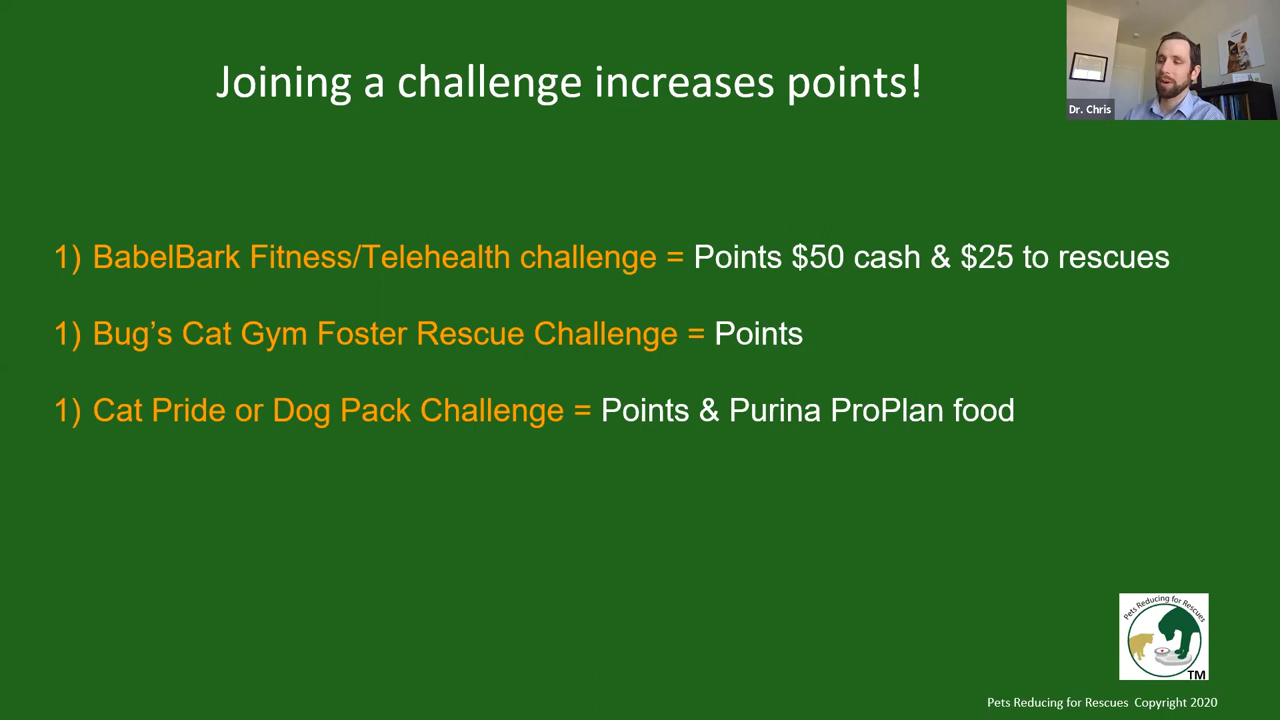 Joining a challenge increases points!
Dr. Chris
1) BabelBark Fitness/Telehealth challenge = Points $50 cash & $25 to rescues
1) Bug’s Cat Gym Foster Rescue Challenge = Points
1) Cat Pride or Dog Pack Challenge = Points & Purina ProPlan food
Pets Reducing for Rescues
TM
Pets Reducing for Rescues Copyright 2020